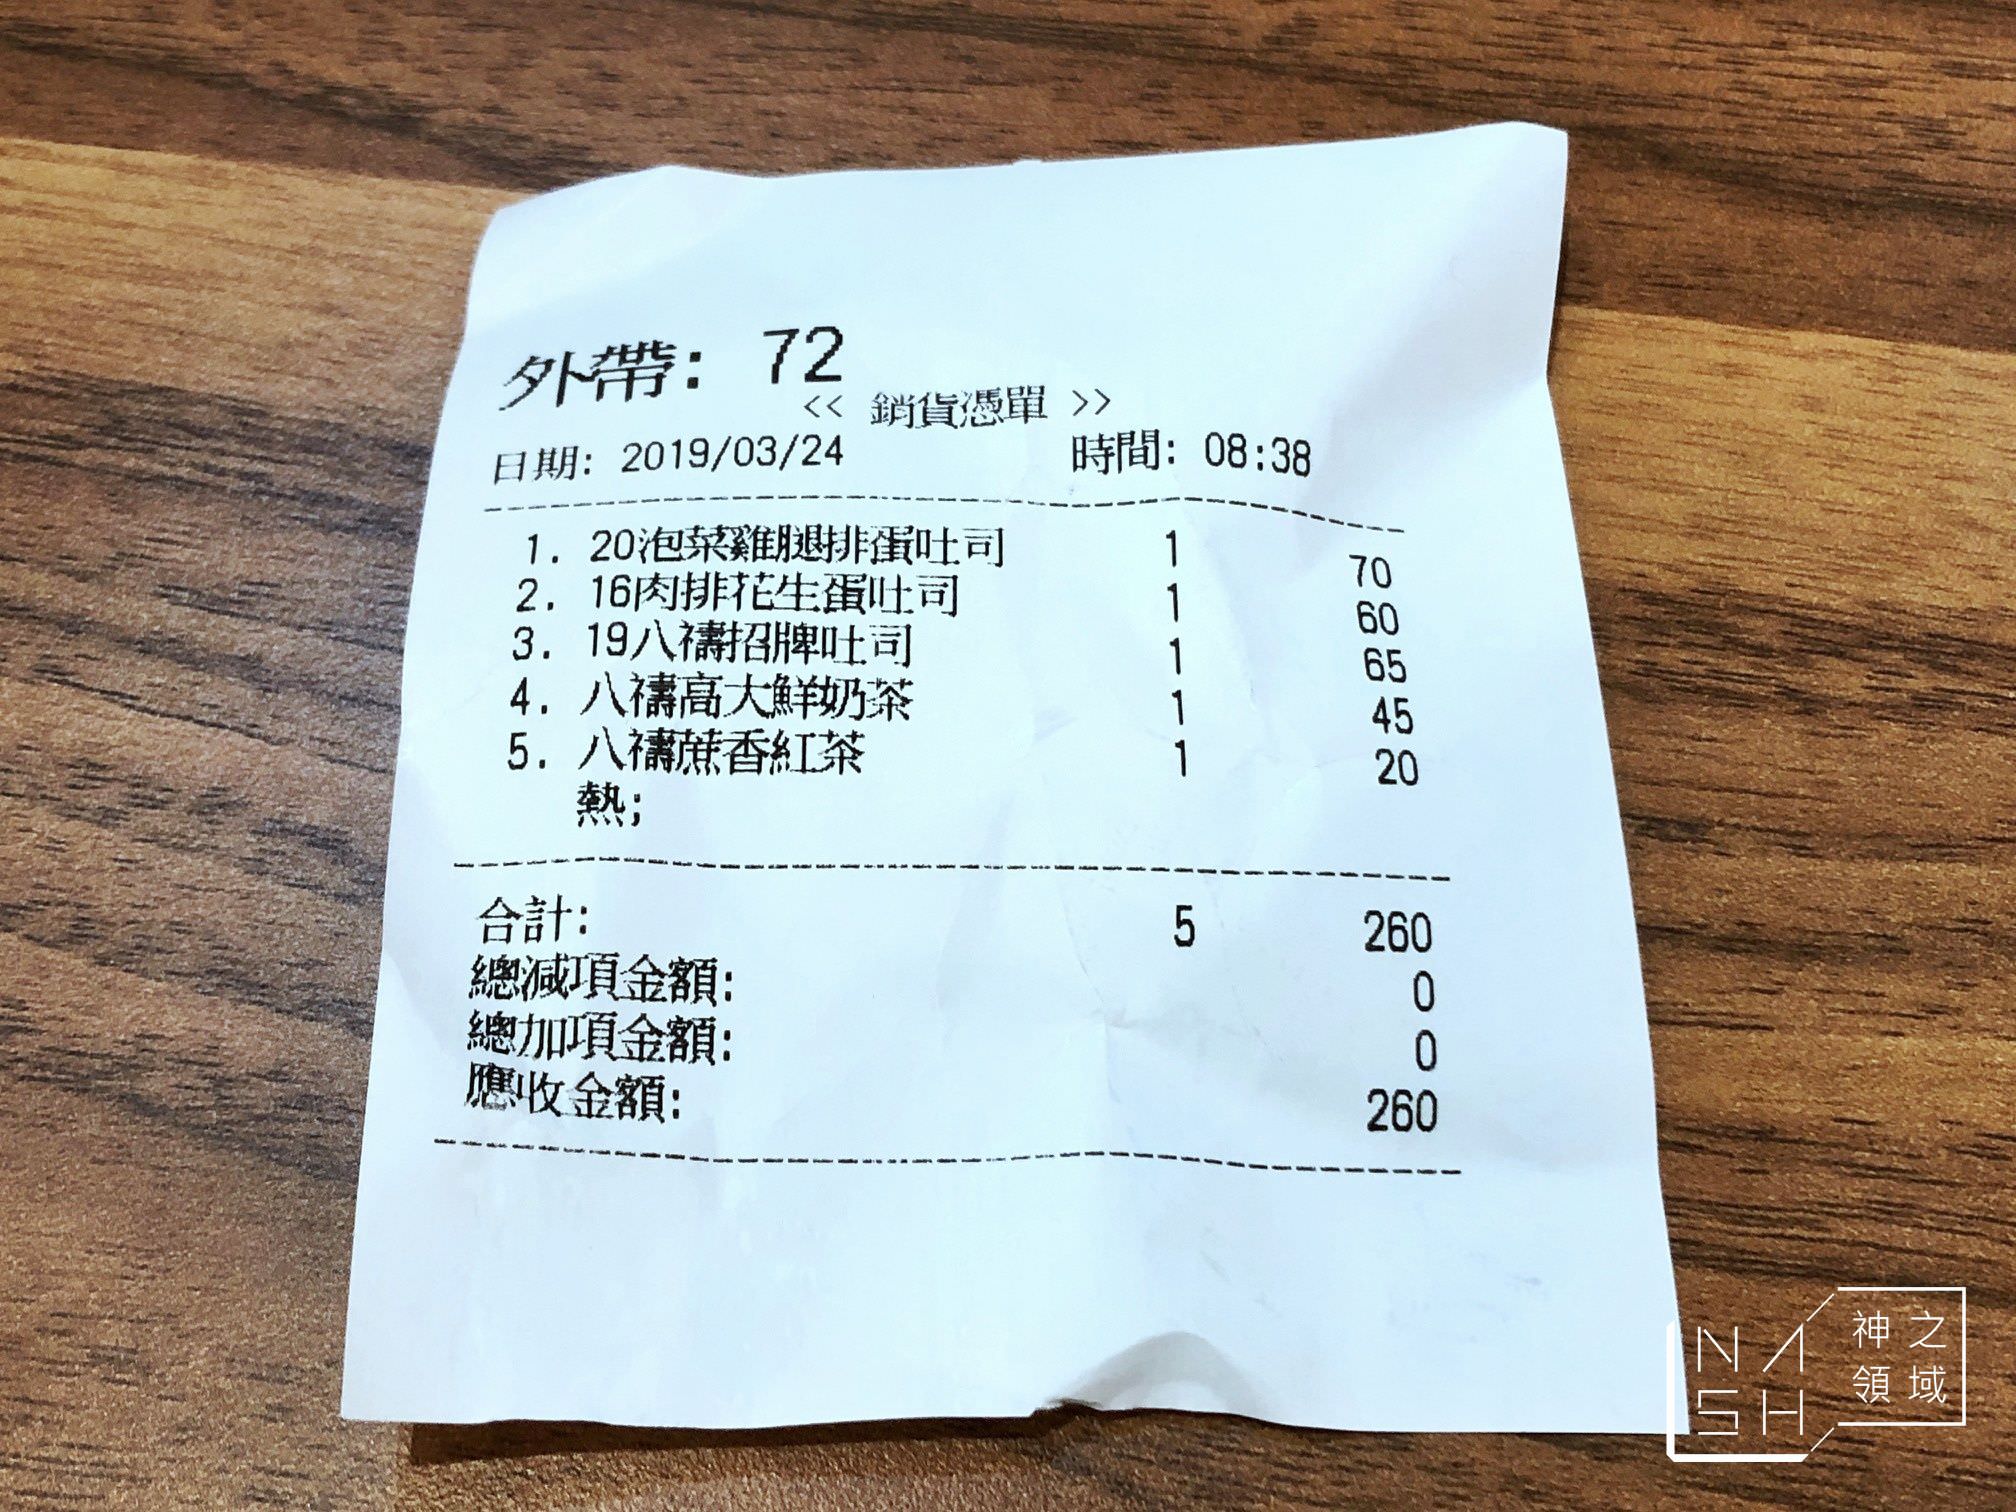 外帶: 72
<< 銷貨憑單 >>
日期: 2019/03/24 時間: 08:38
1. 20泡菜雞腿排蛋吐司 1 70
2. 16肉排花生蛋吐司 1 60
3. 19八禱招牌吐司 1 65
4. 八禱高大鮮奶茶 1 45
5. 八禱蔗香紅茶 1 20
熱;
合計: 5 260
總減項金額: 0
總加項金額: 0
應收金額: 260
NASH
神之領域